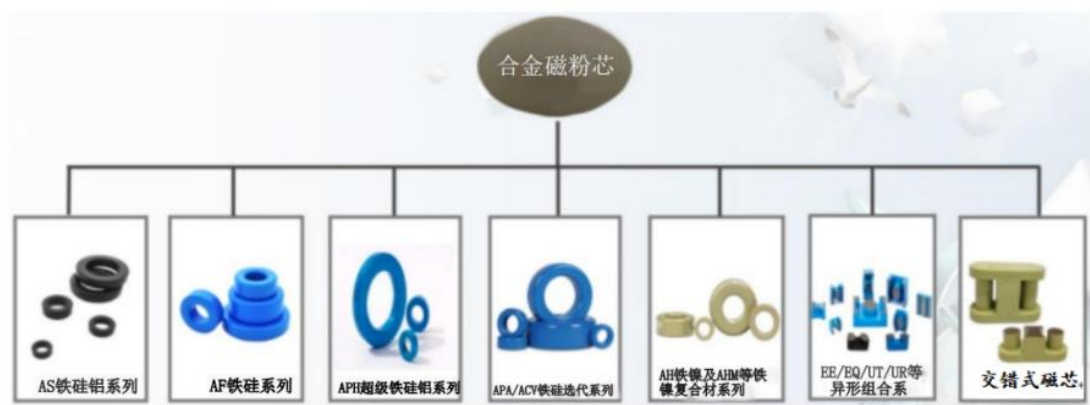 合金磁粉芯
AS铁硅铝系列
AF铁硅系列
APH超级铁硅铝系列
APA/ACV铁硅选代系列
AH铁镍及AHM等铁
镍复合材系列
EE/EQ/UT/UR等
异形组合系
交错式磁芯